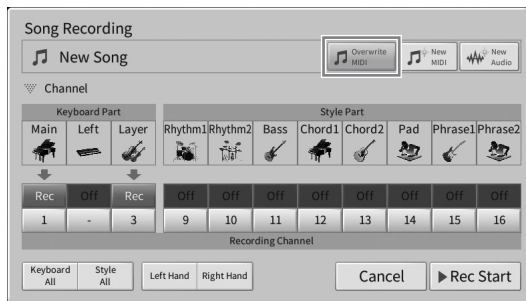 Song Recording
New Song
Overwrite
MIDI
New
MIDI
New
Audio
Channel
Keyboard Part
Style Part
Main Left Layer Rhythm1 Rhythm2 Bass Chord1 Chord2 Pad Phrase1 Phrase2
Rec Off Rec Off Off Off Off Off Off Off Off
1 - 3 9 10 11 12 13 14 15 16
Recording Channel
Keyboard
All
Style
All
Left Hand Right Hand
Cancel
Rec Start